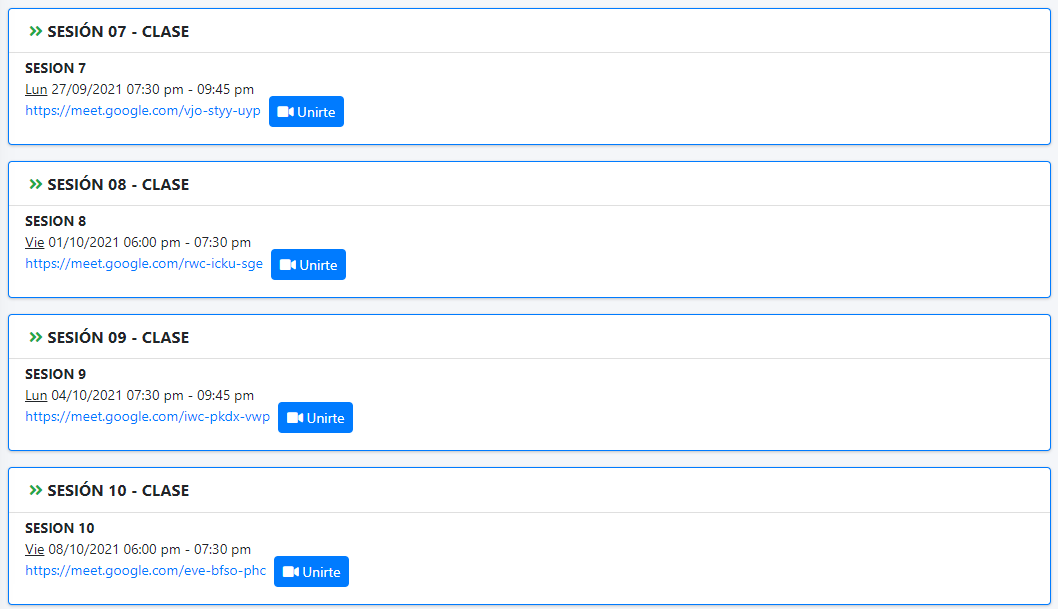 SESIÓN 07 - CLASE
SESION 7
Lun 27/09/2021 07:30 pm - 09:45 pm
https://meet.google.com/vjo-styy-uyp Unirte
SESIÓN 08 - CLASE
SESION 8
Vie 01/10/2021 06:00 pm - 07:30 pm
https://meet.google.com/rwc-icku-sge Unirte
SESIÓN 09 - CLASE
SESION 9
Lun 04/10/2021 07:30 pm - 09:45 pm
https://meet.google.com/iwc-pkdx-vwp Unirte
SESIÓN 10 - CLASE
SESION 10
Vie 08/10/2021 06:00 pm - 07:30 pm
https://meet.google.com/eve-bfso-phc Unirte